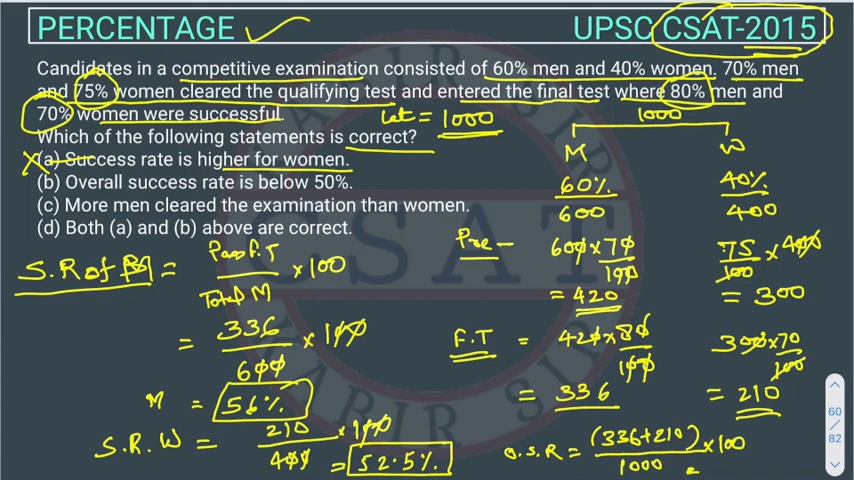 PERCENTAGE
UPSC CSAT-2015
Candidates in a competitive examination consisted of 60% men and 40% women. 70% men
and 75% women cleared the qualifying test and entered the final test where 80% men and
70% women were successful.
Let = 1000
1000
Which of the following statements is correct?
M W
(a) Success rate is higher for women.
60% 40%
(b) Overall success rate is below 50%.
600 400
(c) More men cleared the examination than women.
(d) Both (a) and (b) above are correct.
Pre – 600 × 70/100 75/100 × 400
= 420 = 300
S.R of M = Pass F.T / Total M × 100
= 336/600 × 100
F.T = 420 × 80/100 300 × 70/100
= 336 = 210
M = 56%
S.R.W = 210/400 × 100
= 52.5%
O.S.R = (336+210)/1000 × 100
=
60
/
82
CSAT
KABIR SIR